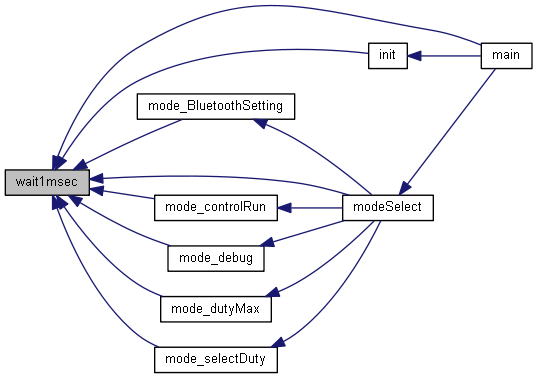 main
init
mode_BluetoothSetting
wait1msec
mode_controlRun
modeSelect
mode_debug
mode_dutyMax
mode_selectDuty